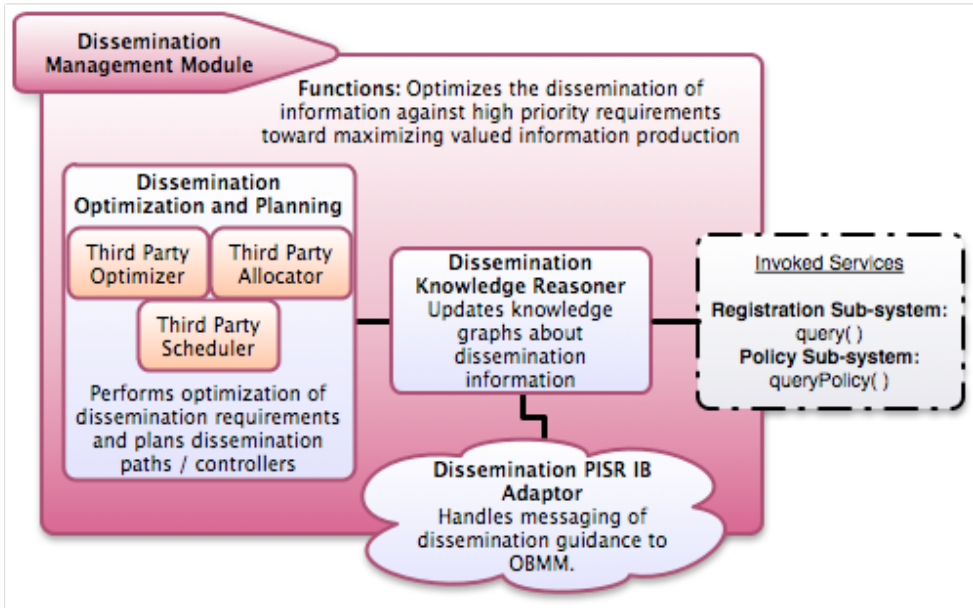 Dissemination
Management Module
Functions: Optimizes the dissemination of
information against high priority requirements
toward maximizing valued information production
Dissemination
Optimization and Planning
Third Party
Optimizer
Third Party
Allocator
Third Party
Scheduler
Performs optimization of
dissemination requirements
and plans dissemination
paths / controllers
Dissemination
Knowledge Reasoner
Updates knowledge
graphs about
dissemination
information
Invoked Services
Registration Sub-system:
query( )
Policy Sub-system:
queryPolicy( )
Dissemination PISR IB
Adaptor
Handles messaging of
dissemination guidance to
OBMM.